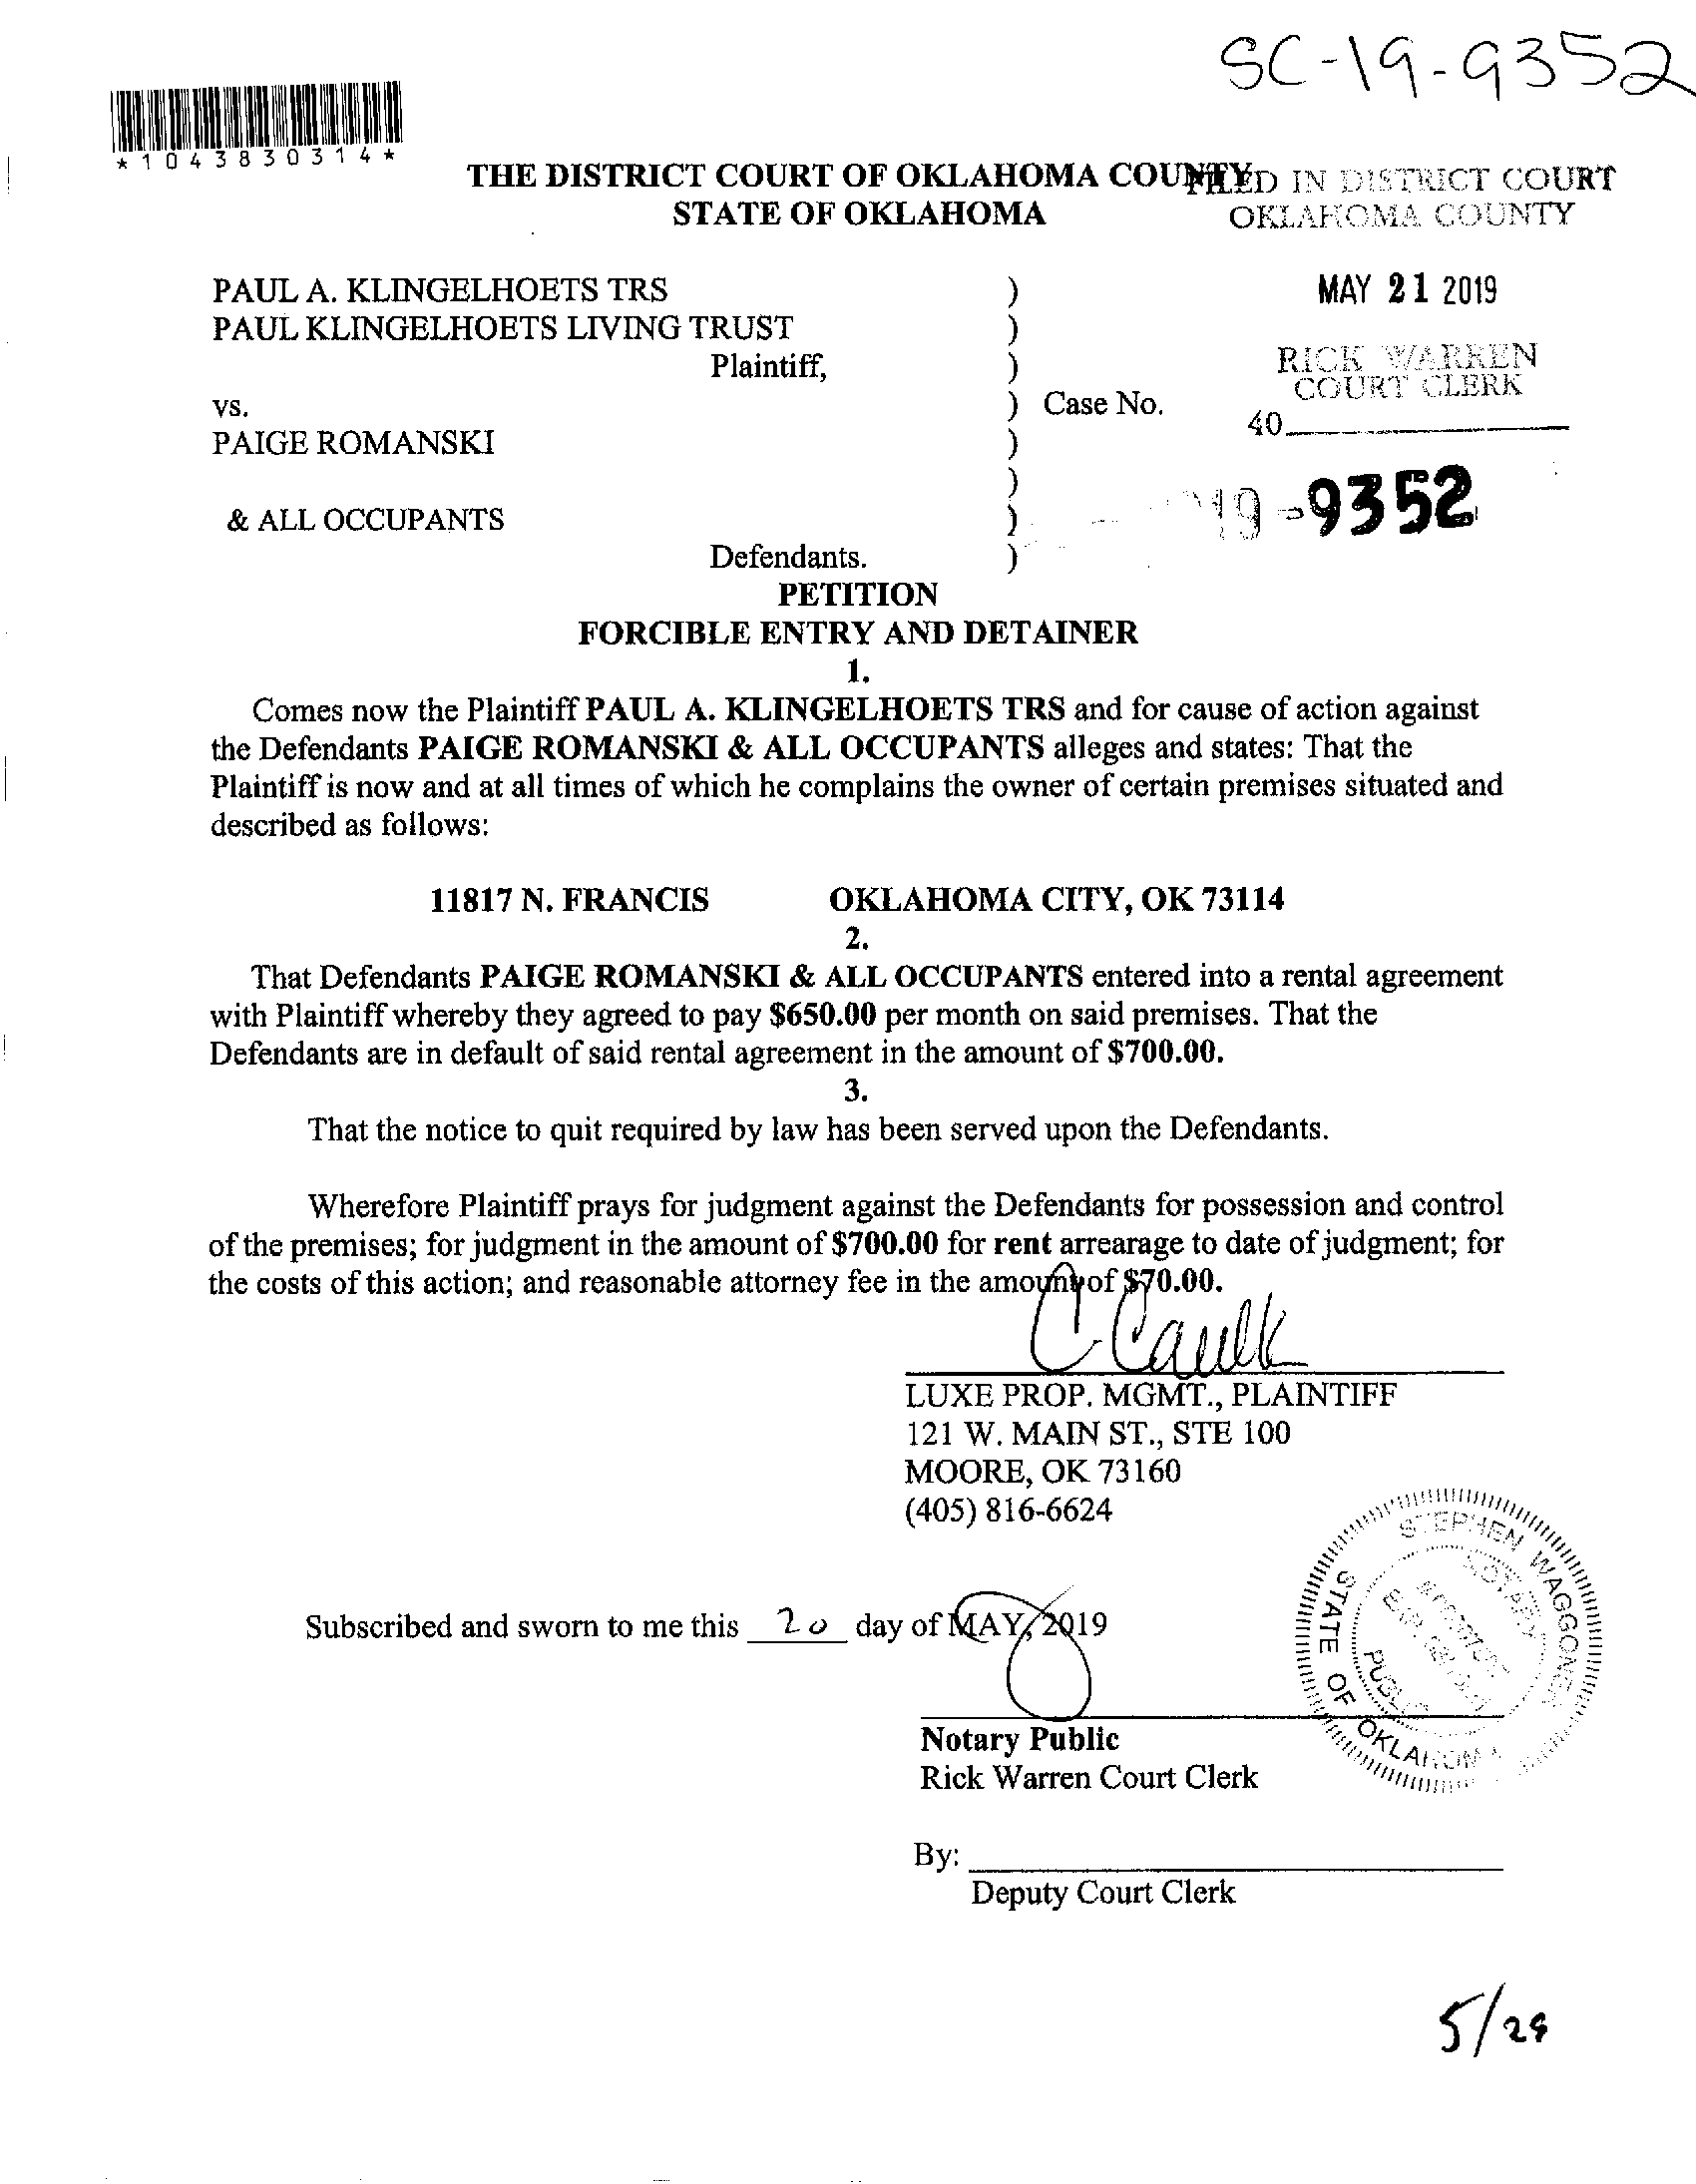 SC-19-9352
*1043830314*
THE DISTRICT COURT OF OKLAHOMA COUNTY
STATE OF OKLAHOMA
FILED IN DISTRICT COURT
OKLAHOMA COUNTY
MAY 21 2019
RICK WARREN
COURT CLERK
40
PAUL A. KLINGELHOETS TRS )
PAUL KLINGELHOETS LIVING TRUST )
Plaintiff, )
vs. ) Case No.
PAIGE ROMANSKI )
)
& ALL OCCUPANTS )
Defendants. )
19-9352
PETITION
FORCIBLE ENTRY AND DETAINER
1.
Comes now the Plaintiff PAUL A. KLINGELHOETS TRS and for cause of action against
the Defendants PAIGE ROMANSKI & ALL OCCUPANTS alleges and states: That the
Plaintiff is now and at all times of which he complains the owner of certain premises situated and
described as follows:
11817 N. FRANCIS OKLAHOMA CITY, OK 73114
2.
That Defendants PAIGE ROMANSKI & ALL OCCUPANTS entered into a rental agreement
with Plaintiff whereby they agreed to pay $650.00 per month on said premises. That the
Defendants are in default of said rental agreement in the amount of $700.00.
3.
That the notice to quit required by law has been served upon the Defendants.
Wherefore Plaintiff prays for judgment against the Defendants for possession and control
of the premises; for judgment in the amount of $700.00 for rent arrearage to date of judgment; for
the costs of this action; and reasonable attorney fee in the amount of $70.00.
C Caulk
LUXE PROP. MGMT., PLAINTIFF
121 W. MAIN ST., STE 100
MOORE, OK 73160
(405) 816-6624
Subscribed and sworn to me this 20 day of MAY, 2019
STEPHEN WAGGONER
NOTARY
PUBLIC
STATE OF OKLAHOMA
Notary Public
Rick Warren Court Clerk
By:
Deputy Court Clerk
5/29